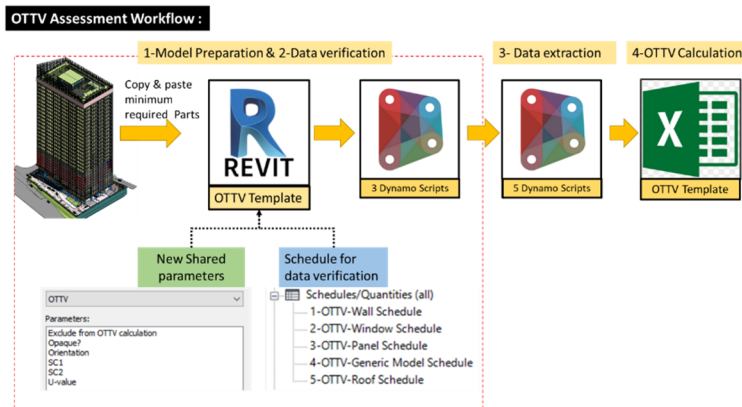 OTTV Assessment Workflow :
1-Model Preparation & 2-Data verification
3- Data extraction
4-OTTV Calculation
Copy & paste
minimum
required Parts
R
REVIT
OTTV Template
3 Dynamo Scripts
5 Dynamo Scripts
X
OTTV Template
New Shared
parameters
Schedule for
data verification
OTTV
Parameters:
Exclude from OTTV calculation
Opaque?
Orientation
SC1
SC2
U-value
Schedules/Quantities (all)
1-OTTV-Wall Schedule
2-OTTV-Window Schedule
3-OTTV-Panel Schedule
4-OTTV-Generic Model Schedule
5-OTTV-Roof Schedule